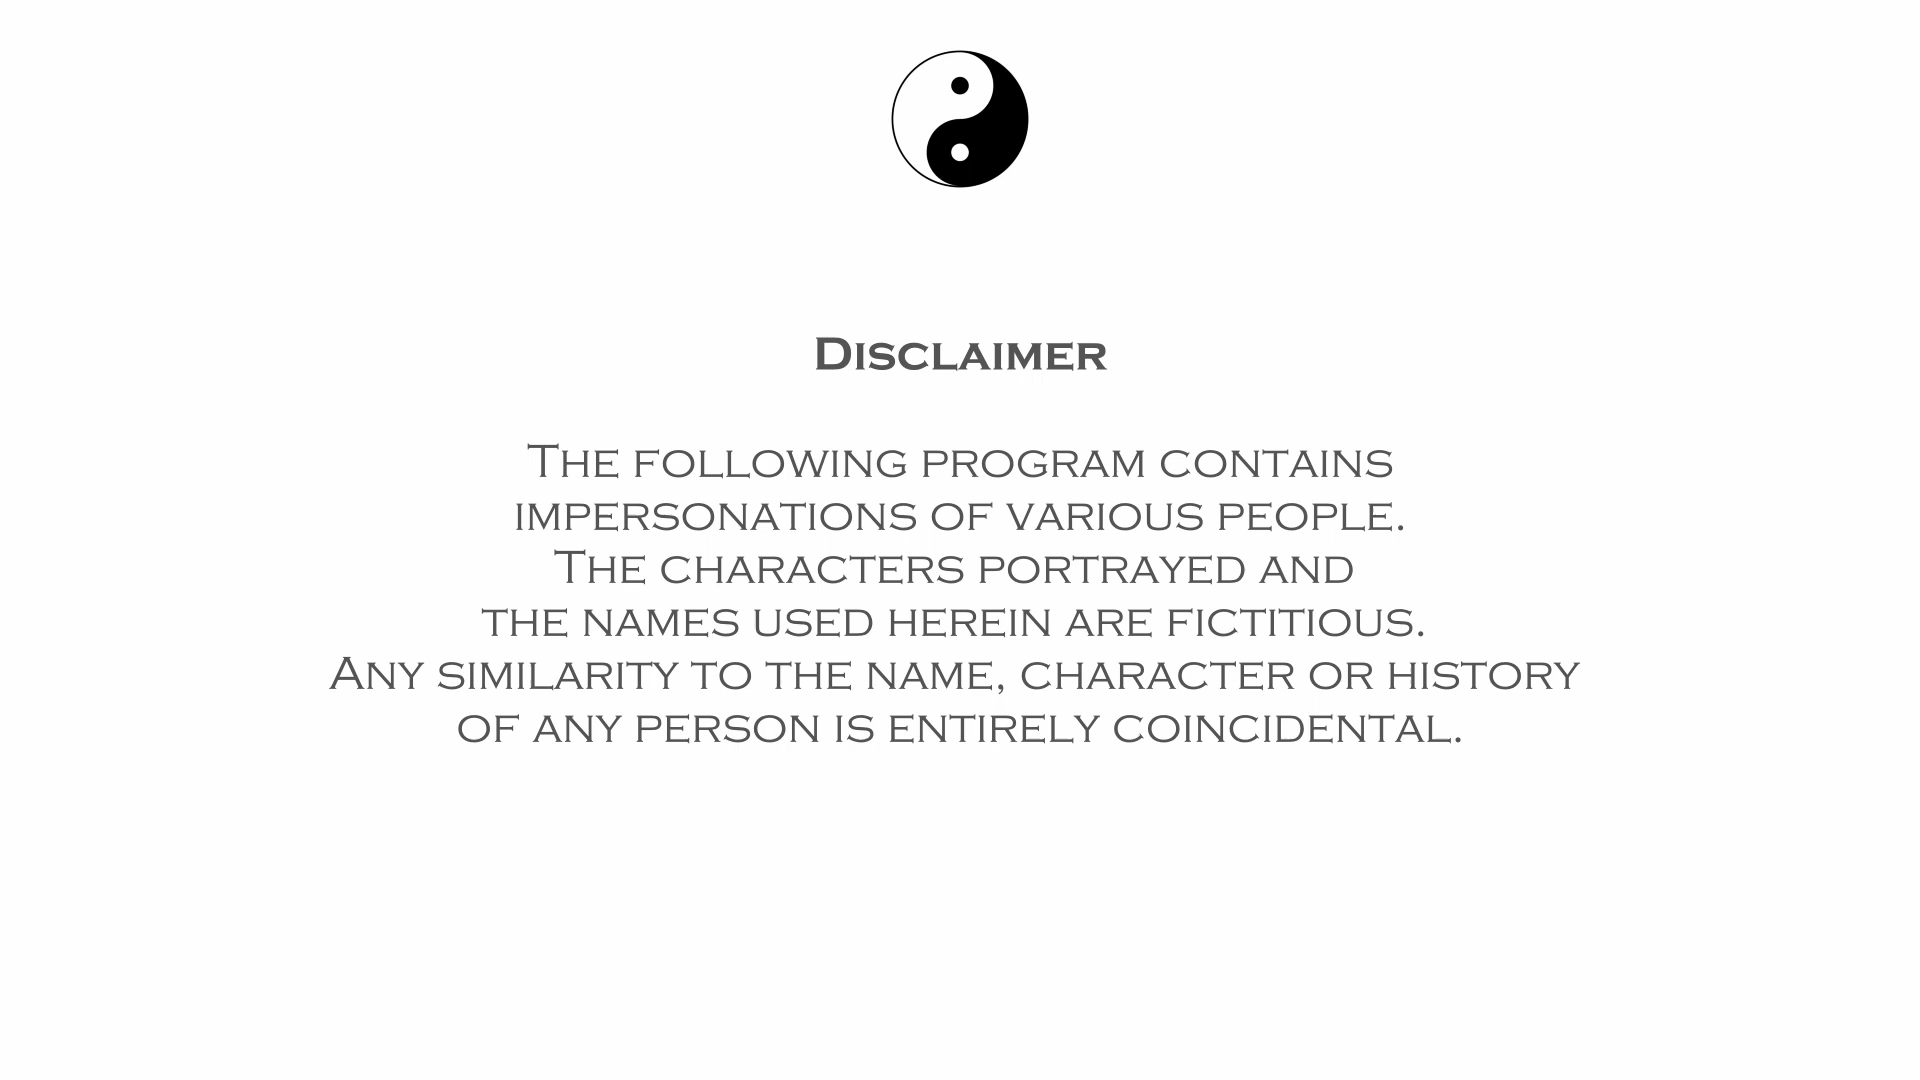 Disclaimer
The following program contains
impersonations of various people.
The characters portrayed and
the names used herein are fictitious.
Any similarity to the name, character or history
of any person is entirely coincidental.